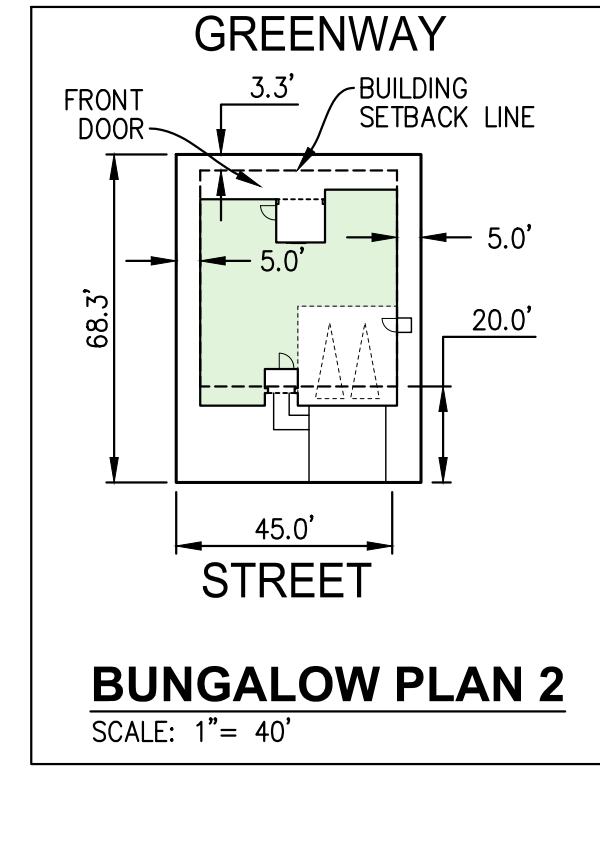 GREENWAY
3.3'
BUILDING
SETBACK LINE
FRONT
DOOR
5.0'
5.0'
68.3'
20.0'
45.0'
STREET
BUNGALOW PLAN 2
SCALE: 1"= 40'